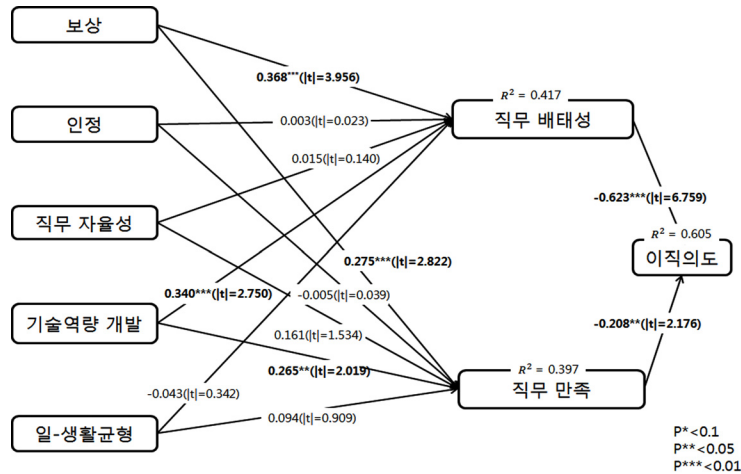 보상
0.368***(|t|=3.956)
R² = 0.417
직무 배태성
인정
0.003(|t|=0.023)
0.015(|t|=0.140)
-0.623***(|t|=6.759)
직무 자율성
R² = 0.605
이직의도
0.275***(|t|=2.822)
0.340***(|t|=2.750)
-0.005(|t|=0.039)
기술역량 개발
0.161(|t|=1.534)
-0.208**(|t|=2.176)
0.265**(|t|=2.019)
R² = 0.397
직무 만족
-0.043(|t|=0.342)
0.094(|t|=0.909)
일-생활균형
P*<0.1
P**<0.05
P***<0.01